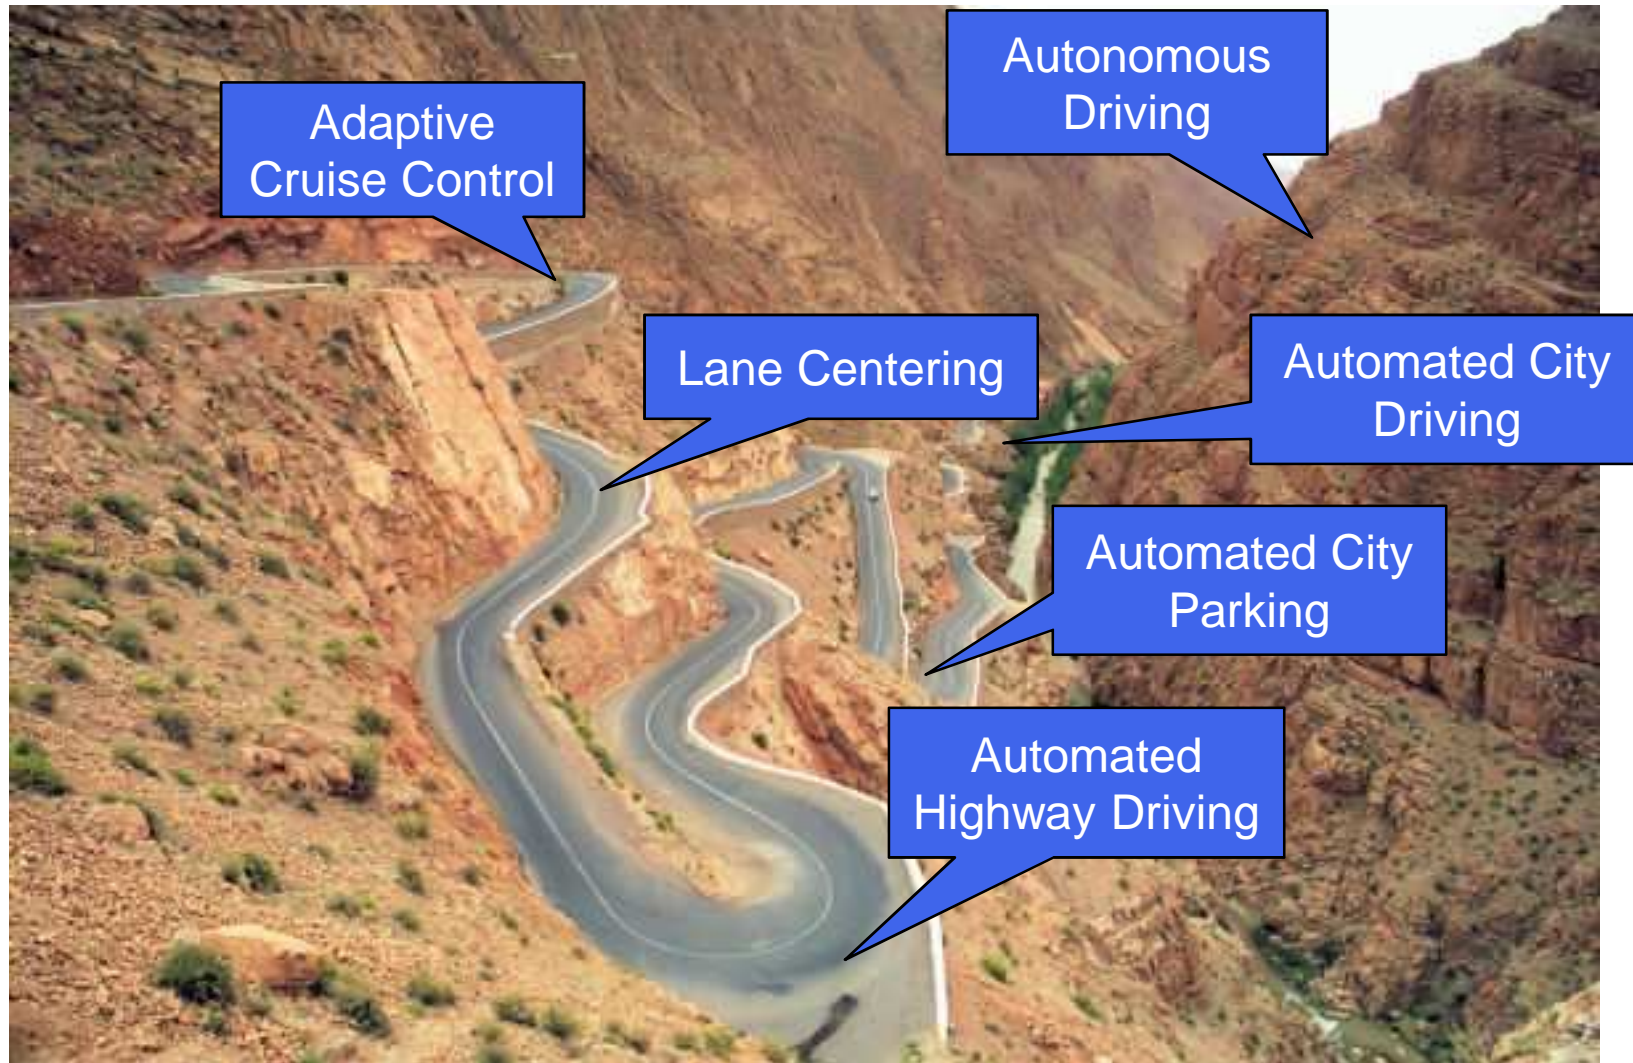 Adaptive
Cruise Control
Autonomous
Driving
Lane Centering
Automated City
Driving
Automated City
Parking
Automated
Highway Driving